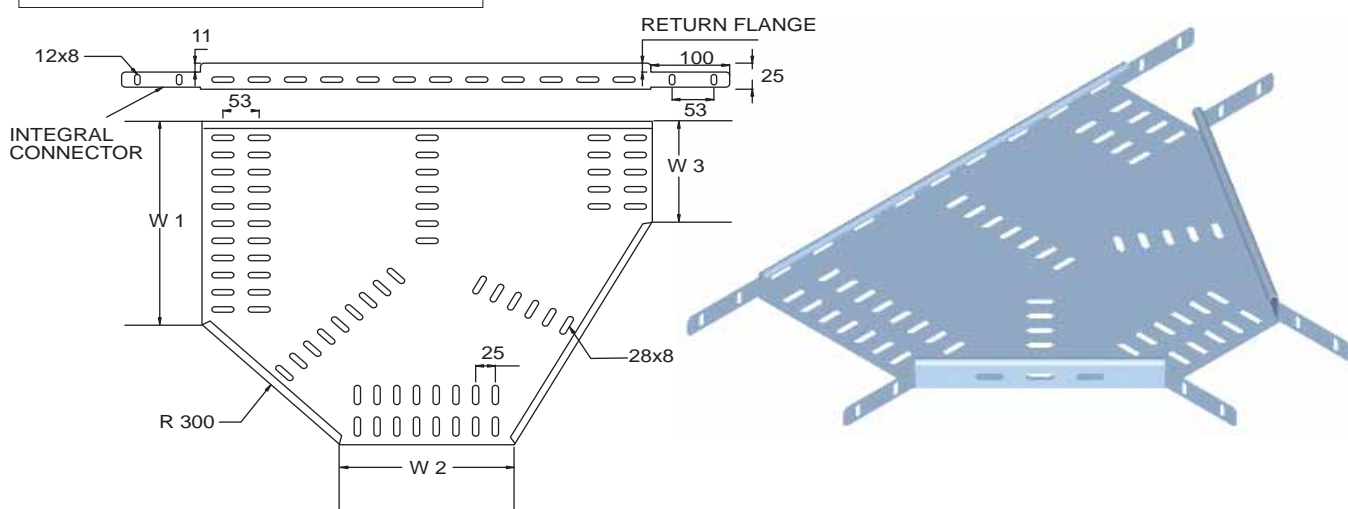 RETURN FLANGE
11
12x8
100
25
53
53
INTEGRAL
CONNECTOR
W 3
W 1
25
28x8
R 300
W 2